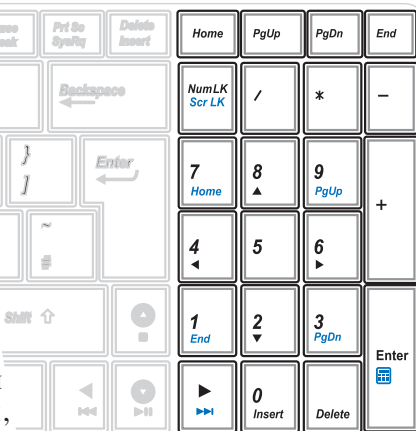 Prt Sc
SysRq
Delete
Insert
Home
PgUp
PgDn
End
Backspace
NumLK
Scr LK
/
*
-
}
]
Enter
7
Home
8
9
PgUp
+
~
#
4
5
6
Shift
1
End
2
3
PgDn
Enter
0
Insert
Delete
,